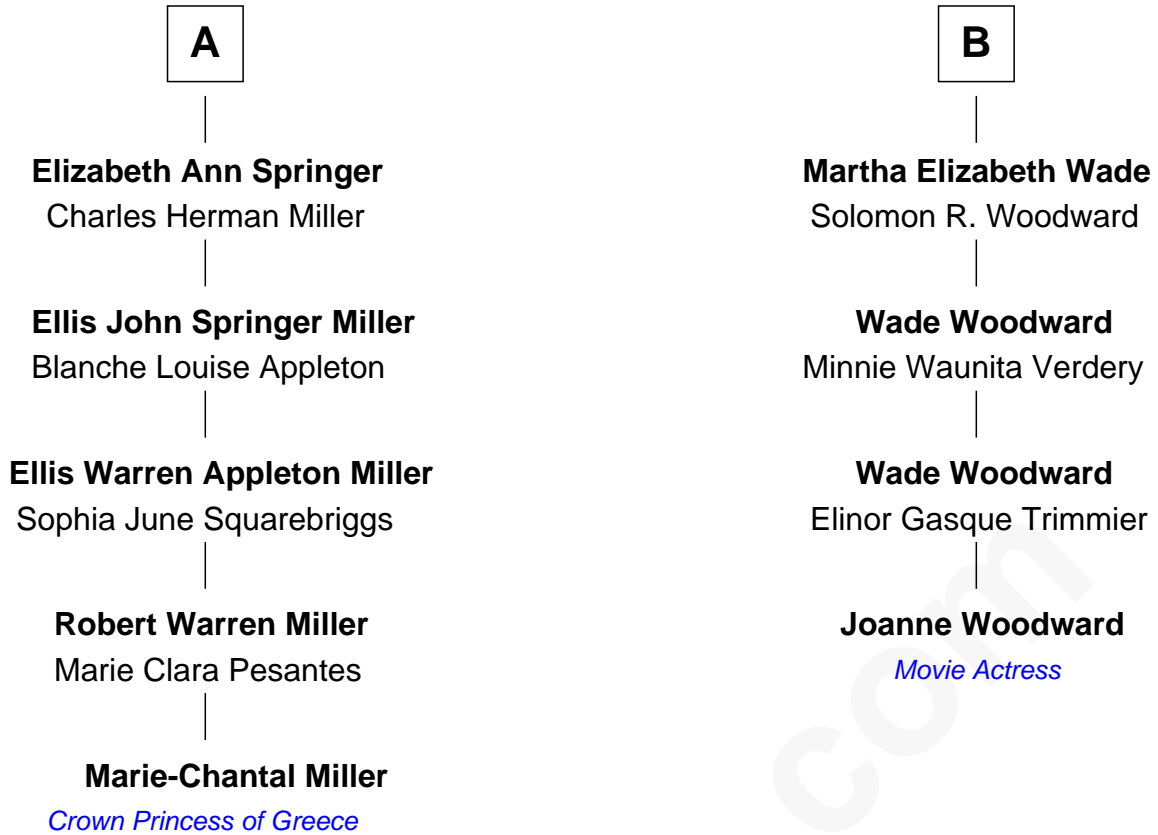 A
Elizabeth Ann Springer
Charles Herman Miller
Ellis John Springer Miller
Blanche Louise Appleton
Ellis Warren Appleton Miller
Sophia June Squarebriggs
Robert Warren Miller
Marie Clara Pesantes
Marie-Chantal Miller
Crown Princess of Greece
B
Martha Elizabeth Wade
Solomon R. Woodward
Wade Woodward
Minnie Waunita Verdery
Wade Woodward
Elinor Gasque Trimmier
Joanne Woodward
Movie Actress
com